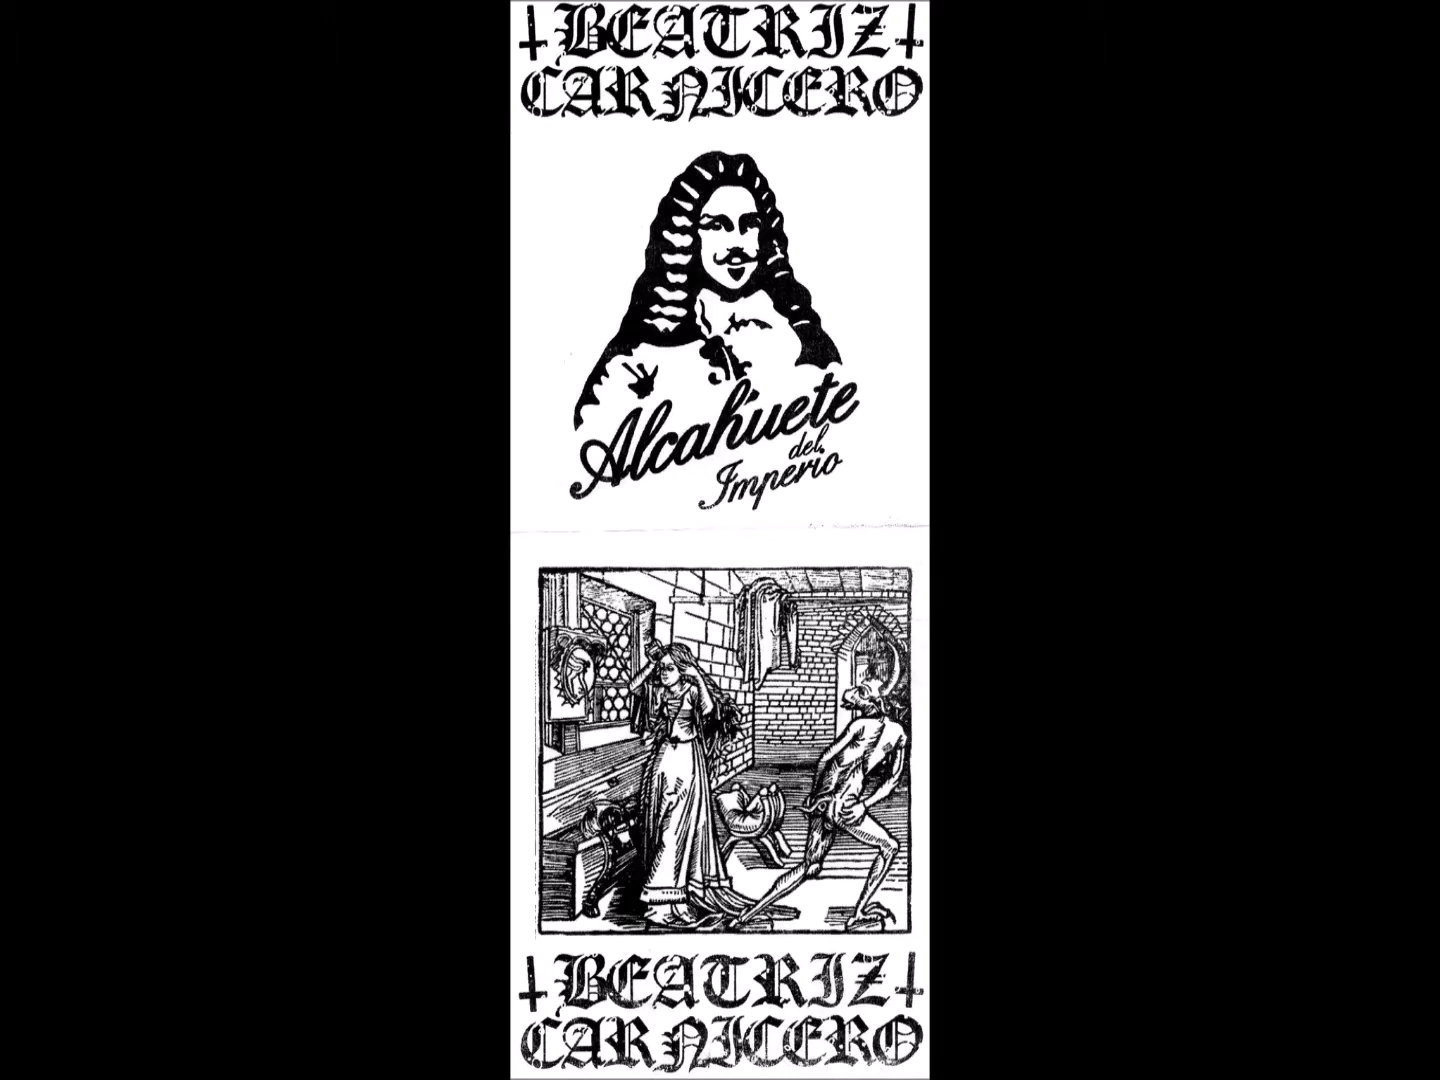 BEATRIZ
CARNICERO
Alcahuete
del
Imperio
BEATRIZ
CARNICERO